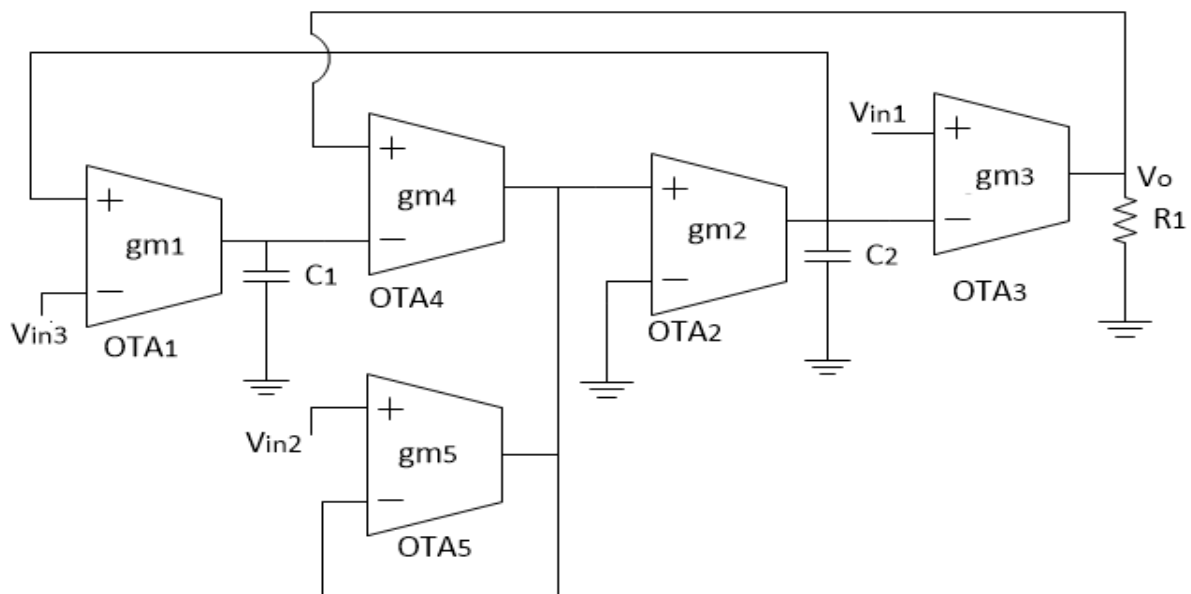 Vin1
+
gm3
−
Vo
R1
OTA3
+
gm4
−
OTA4
+
gm2
−
OTA2
C2
+
gm1
−
Vin3
OTA1
C1
Vin2
+
gm5
−
OTA5